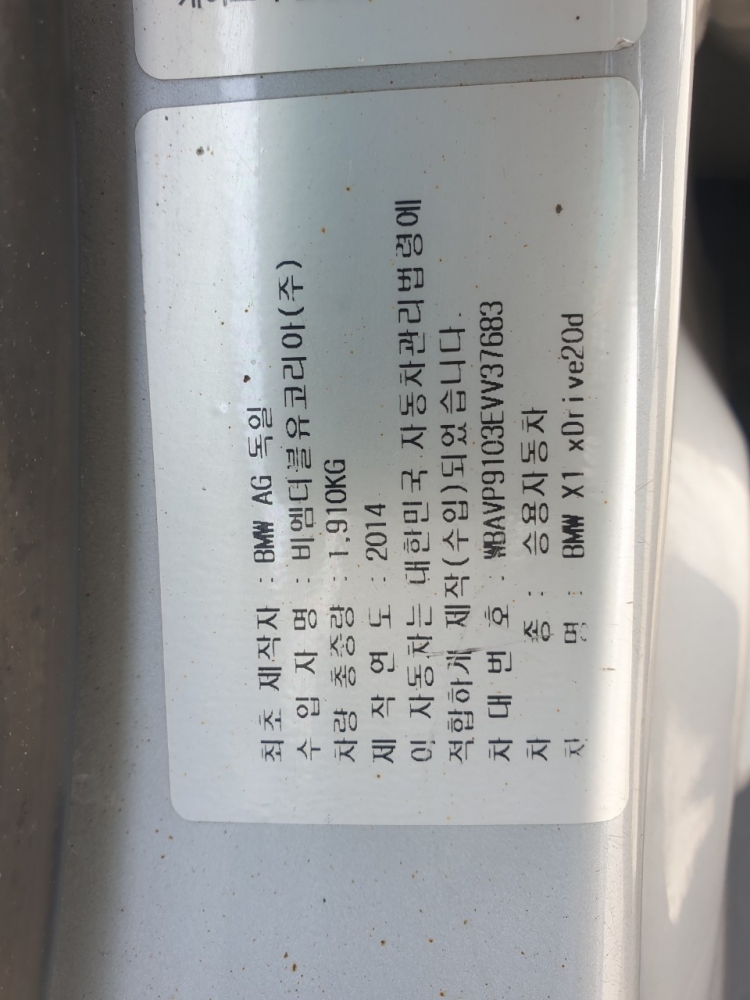 최초 제작자 : BMW AG 독일
수 입 자 명 : 비엠더블유코리아(주)
차량 총중량 : 1,910KG
제 작 연 도 : 2014
이 자동차는 대한민국 자동차관리법령에
적합하게 제작(수입)되었습니다.
차 대 번 호 : WBAVP9103EVV37683
차 종 : 승용자동차
차 명 : BMW X1 xDrive20d